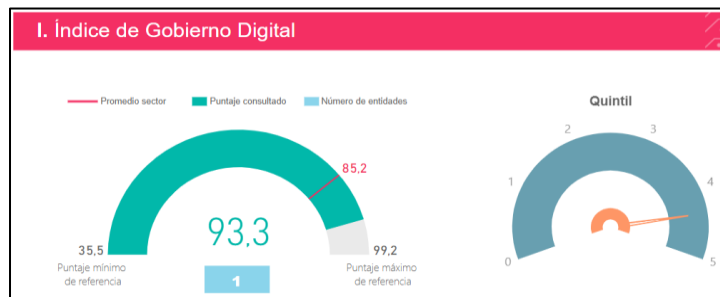 I. Índice de Gobierno Digital
Promedio sector
Puntaje consultado
Número de entidades
Quintil
85,2
93,3
35,5
99,2
Puntaje mínimo
de referencia
1
Puntaje máximo
de referencia
0
1
2
3
4
5